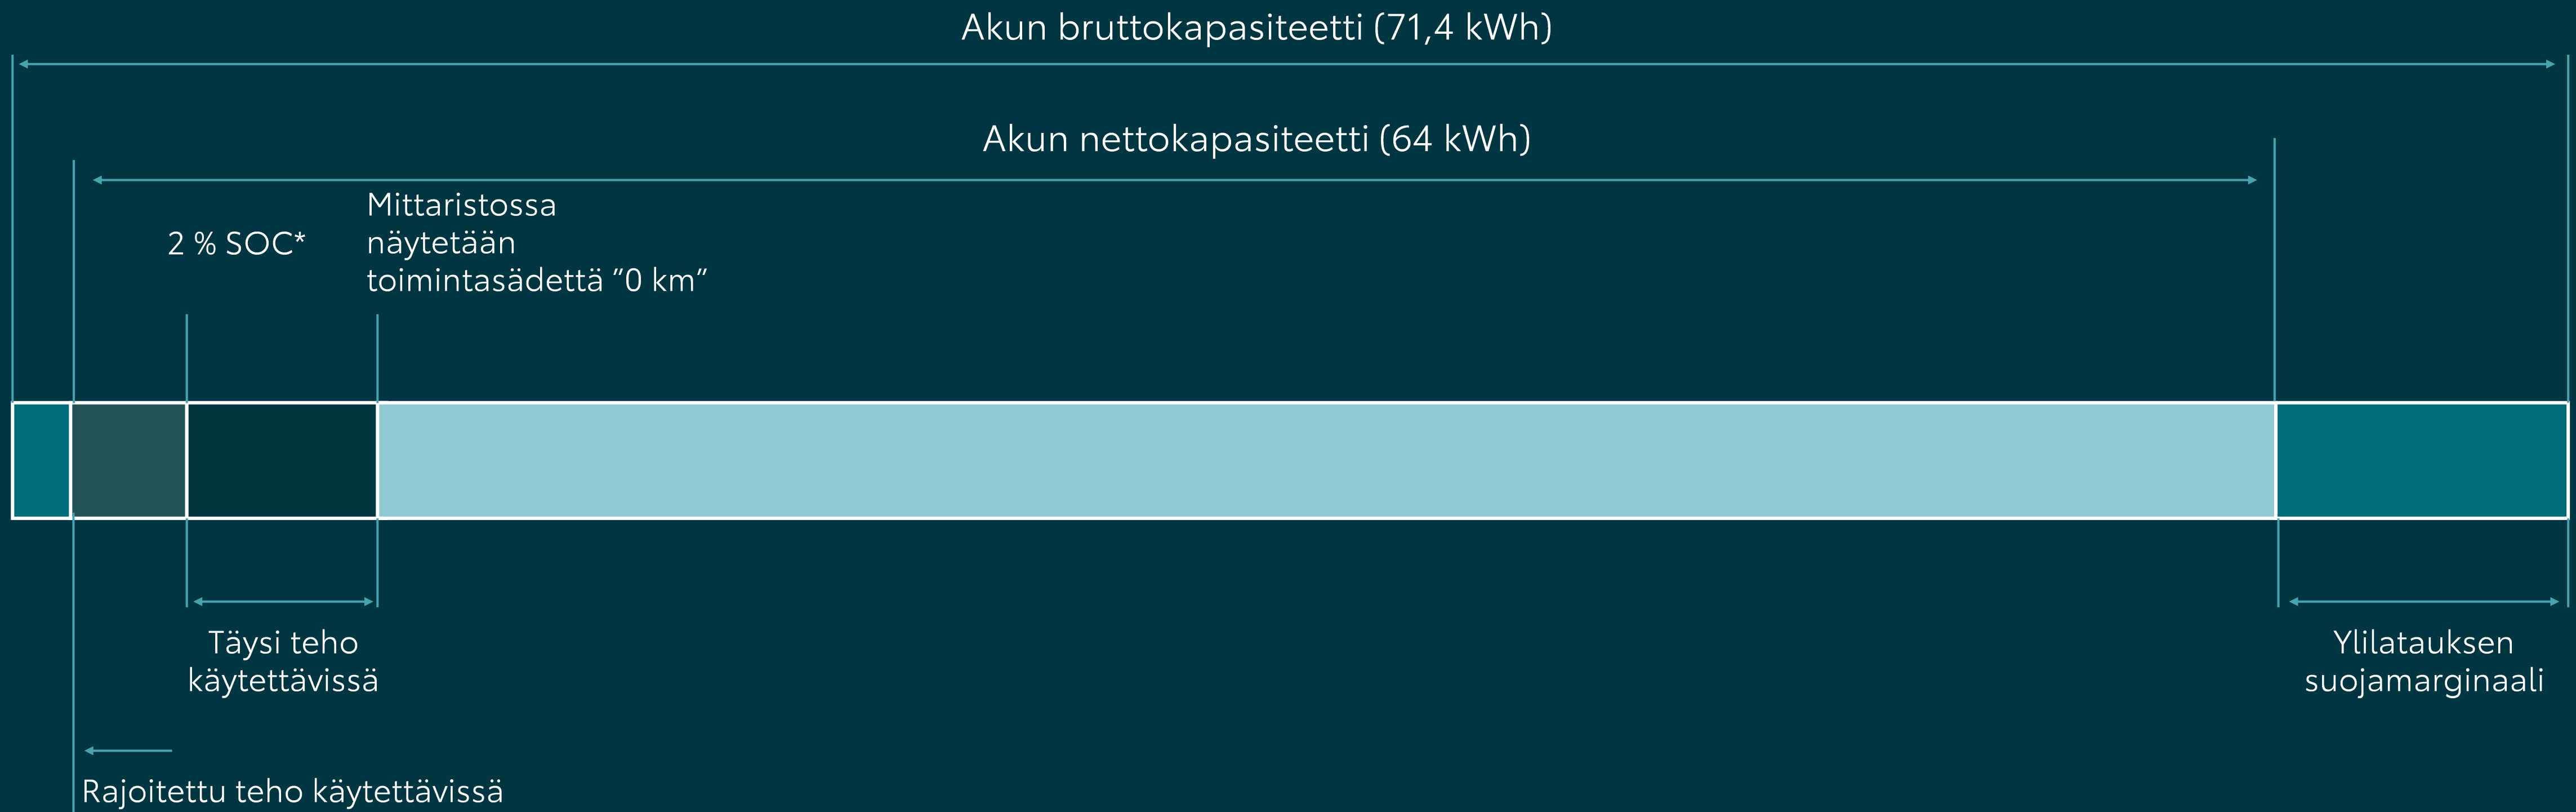 Akun bruttokapasiteetti (71,4 kWh)
Akun nettokapasiteetti (64 kWh)
2 % SOC*
Mittaristossa
näytetään
toimintasädettä ”0 km”
Täysi teho
käytettävissä
Ylilatauksen
suojamarginaali
Rajoitettu teho käytettävissä